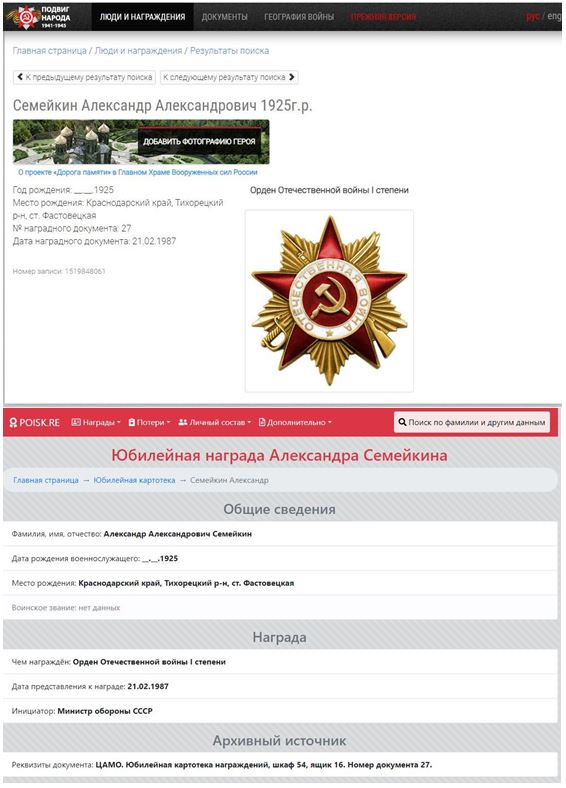 ПОДВИГ
НАРОДА
1941-1945
ЛЮДИ И НАГРАЖДЕНИЯ ДОКУМЕНТЫ ГЕОГРАФИЯ ВОЙНЫ ПРЕЖНЯЯ ВЕРСИЯ рус / eng
Главная страница / Люди и награждения / Результаты поиска
К предыдущему результату поиска К следующему результату поиска
Семейкин Александр Александрович 1925г.р.
ДОБАВИТЬ ФОТОГРАФИЮ ГЕРОЯ
О проекте «Дорога памяти» в Главном Храме Вооруженных сил России
Год рождения: __.__.1925
Место рождения: Краснодарский край, Тихорецкий
р-н, ст. Фастовецкая
№ наградного документа: 27
Дата наградного документа: 21.02.1987
Номер записи: 1519848061
Орден Отечественной войны I степени
ОТЕЧЕСТВЕННАЯ ВОЙНА
POISK.RE Награды Потери Личный состав Дополнительно Поиск по фамилии и другим данным
Юбилейная награда Александра Семейкина
Главная страница → Юбилейная картотека → Семейкин Александр
Общие сведения
Фамилия, имя, отчество: Александр Александрович Семейкин
Дата рождения военнослужащего: __.__.1925
Место рождения: Краснодарский край, Тихорецкий р-н, ст. Фастовецкая
Воинское звание: нет данных
Награда
Чем награждён: Орден Отечественной войны I степени
Дата представления к награде: 21.02.1987
Инициатор: Министр обороны СССР
Архивный источник
Реквизиты документа: ЦАМО. Юбилейная картотека награждений, шкаф 54, ящик 16. Номер документа 27.